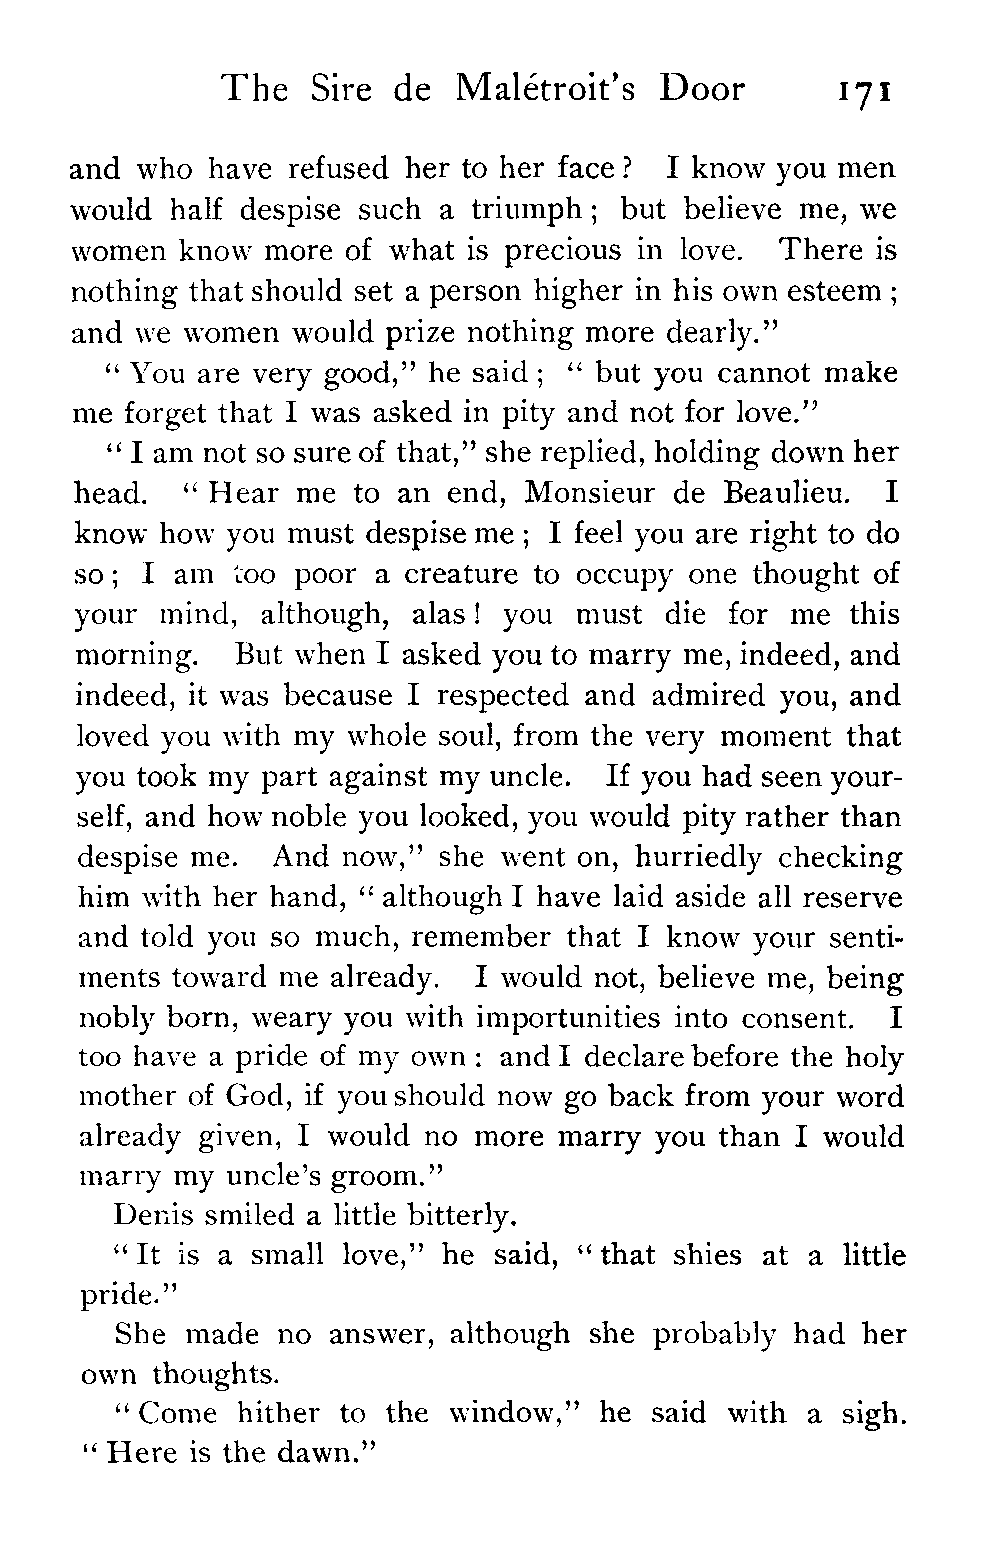 The Sire de Malétroit's Door 171
and who have refused her to her face? I know you men
would half despise such a triumph; but believe me, we
women know more of what is precious in love. There is
nothing that should set a person higher in his own esteem;
and we women would prize nothing more dearly."
"You are very good," he said; "but you cannot make
me forget that I was asked in pity and not for love."
"I am not so sure of that," she replied, holding down her
head. "Hear me to an end, Monsieur de Beaulieu. I
know how you must despise me; I feel you are right to do
so; I am too poor a creature to occupy one thought of
your mind, although, alas! you must die for me this
morning. But when I asked you to marry me, indeed, and
indeed, it was because I respected and admired you, and
loved you with my whole soul, from the very moment that
you took my part against my uncle. If you had seen your-
self, and how noble you looked, you would pity rather than
despise me. And now," she went on, hurriedly checking
him with her hand, "although I have laid aside all reserve
and told you so much, remember that I know your senti-
ments toward me already. I would not, believe me, being
nobly born, weary you with importunities into consent. I
too have a pride of my own: and I declare before the holy
mother of God, if you should now go back from your word
already given, I would no more marry you than I would
marry my uncle's groom."
Denis smiled a little bitterly.
"It is a small love," he said, "that shies at a little
pride."
She made no answer, although she probably had her
own thoughts.
"Come hither to the window," he said with a sigh.
"Here is the dawn."